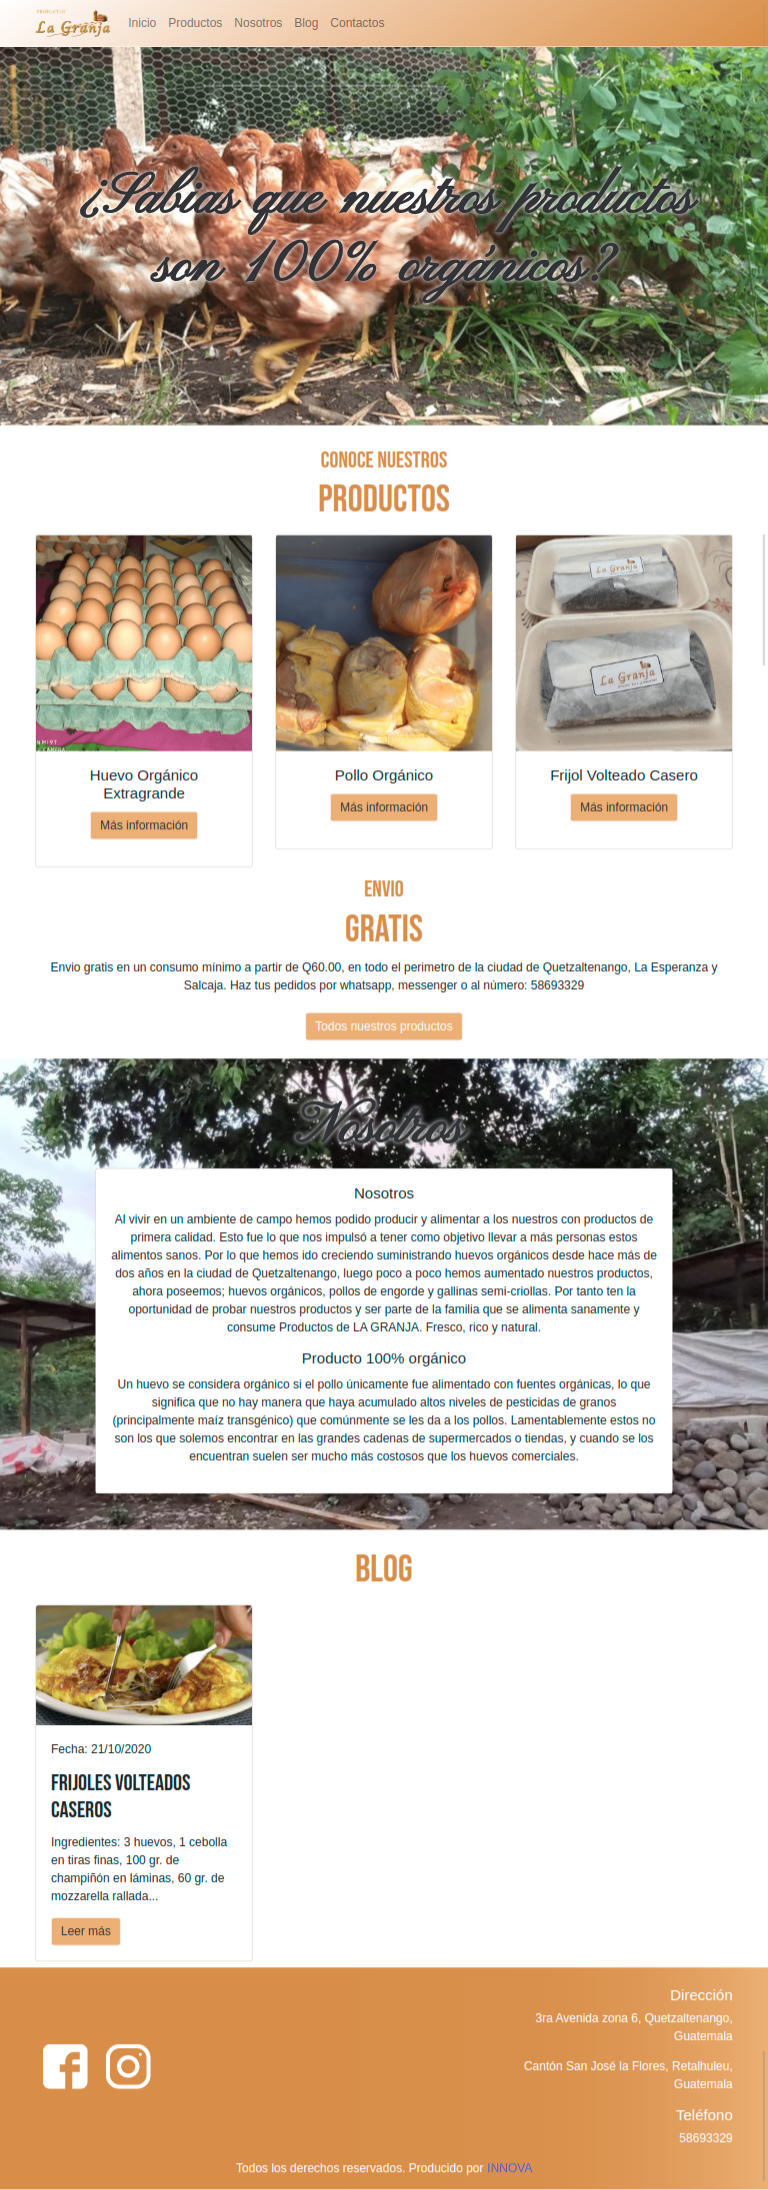 PRODUCTOS
La Granja
Inicio Productos Nosotros Blog Contactos
¿Sabias que nuestros productos
son 100% orgánicos?
CONOCE NUESTROS
PRODUCTOS
La Granja
La Granja
Huevo Orgánico
Extragrande
Más información
Pollo Orgánico
Más información
Frijol Volteado Casero
Más información
ENVIO
GRATIS
Envio gratis en un consumo mínimo a partir de Q60.00, en todo el perimetro de la ciudad de Quetzaltenango, La Esperanza y
Salcaja. Haz tus pedidos por whatsapp, messenger o al número: 58693329
Todos nuestros productos
Nosotros
Nosotros
Al vivir en un ambiente de campo hemos podido producir y alimentar a los nuestros con productos de
primera calidad. Esto fue lo que nos impulsó a tener como objetivo llevar a más personas estos
alimentos sanos. Por lo que hemos ido creciendo suministrando huevos orgánicos desde hace más de
dos años en la ciudad de Quetzaltenango, luego poco a poco hemos aumentado nuestros productos,
ahora poseemos; huevos orgánicos, pollos de engorde y gallinas semi-criollas. Por tanto ten la
oportunidad de probar nuestros productos y ser parte de la familia que se alimenta sanamente y
consume Productos de LA GRANJA. Fresco, rico y natural.
Producto 100% orgánico
Un huevo se considera orgánico si el pollo únicamente fue alimentado con fuentes orgánicas, lo que
significa que no hay manera que haya acumulado altos niveles de pesticidas de granos
(principalmente maíz transgénico) que comúnmente se les da a los pollos. Lamentablemente estos no
son los que solemos encontrar en las grandes cadenas de supermercados o tiendas, y cuando se los
encuentran suelen ser mucho más costosos que los huevos comerciales.
BLOG
Fecha: 21/10/2020
FRIJOLES VOLTEADOS
CASEROS
Ingredientes: 3 huevos, 1 cebolla
en tiras finas, 100 gr. de
champiñón en láminas, 60 gr. de
mozzarella rallada...
Leer más
Dirección
3ra Avenida zona 6, Quetzaltenango,
Guatemala
Cantón San José la Flores, Retalhuleu,
Guatemala
Teléfono
58693329
Todos los derechos reservados. Producido por INNOVA